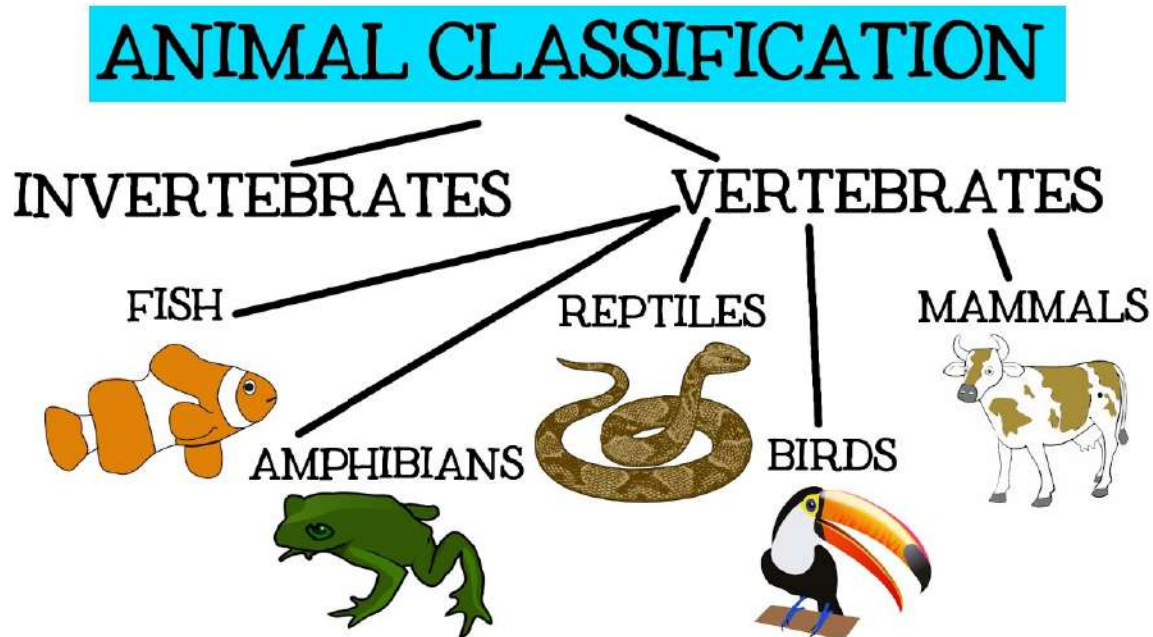 ANIMAL CLASSIFICATION
INVERTEBRATES
VERTEBRATES
FISH
REPTILES
MAMMALS
AMPHIBIANS
BIRDS